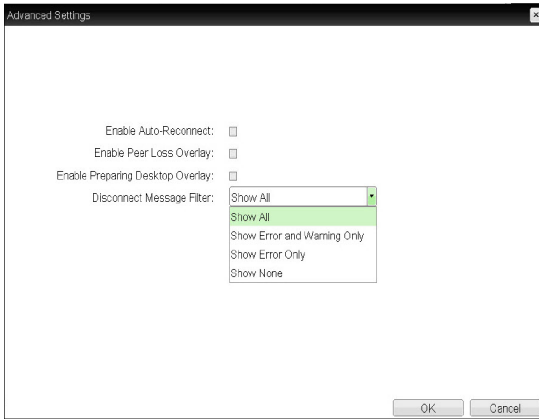 Advanced Settings
Enable Auto-Reconnect:
Enable Peer Loss Overlay:
Enable Preparing Desktop Overlay:
Disconnect Message Filter: Show All
Show All
Show Error and Warning Only
Show Error Only
Show None
OK Cancel